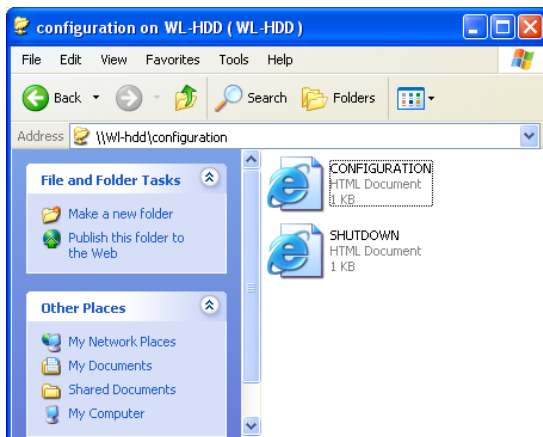 configuration on WL-HDD ( WL-HDD )
File Edit View Favorites Tools Help
Back Search Folders
Address \\Wl-hdd\configuration
File and Folder Tasks
Make a new folder
Publish this folder to
the Web
Other Places
My Network Places
My Documents
Shared Documents
My Computer
CONFIGURATION
HTML Document
1 KB
SHUTDOWN
HTML Document
1 KB